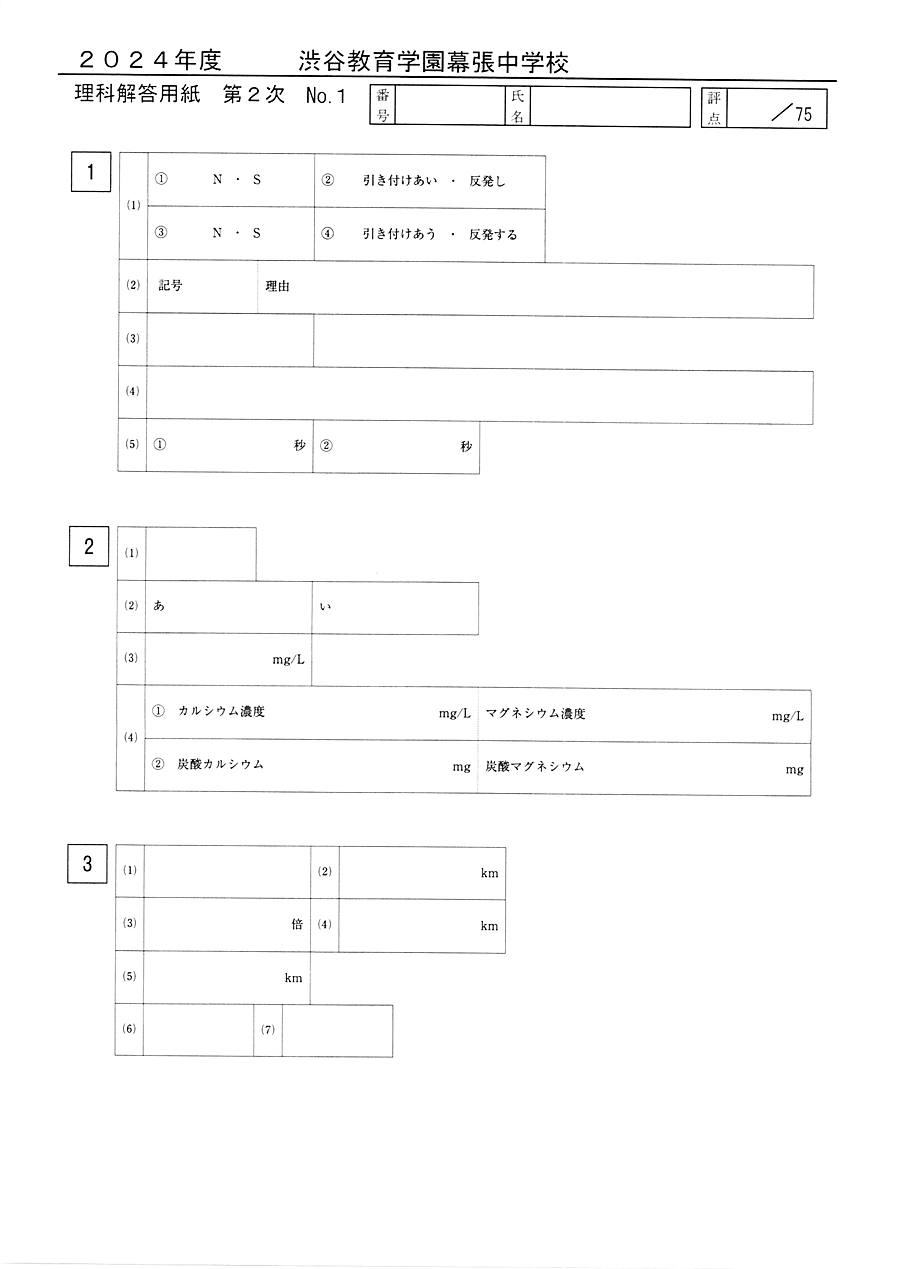 2024年度 渋谷教育学園幕張中学校
理科解答用紙 第2次 No.1 番号 氏名 評点 /75
1
(1) ① N ・ S ② 引き付けあい ・ 反発し
③ N ・ S ④ 引き付けあう ・ 反発する
(2) 記号 理由
(3)
(4)
(5) ① 秒 ② 秒
2
(1)
(2) あ い
(3) mg/L
(4) ① カルシウム濃度 mg/L マグネシウム濃度 mg/L
② 炭酸カルシウム mg 炭酸マグネシウム mg
3
(1) (2) km
(3) 倍 (4) km
(5) km
(6) (7)